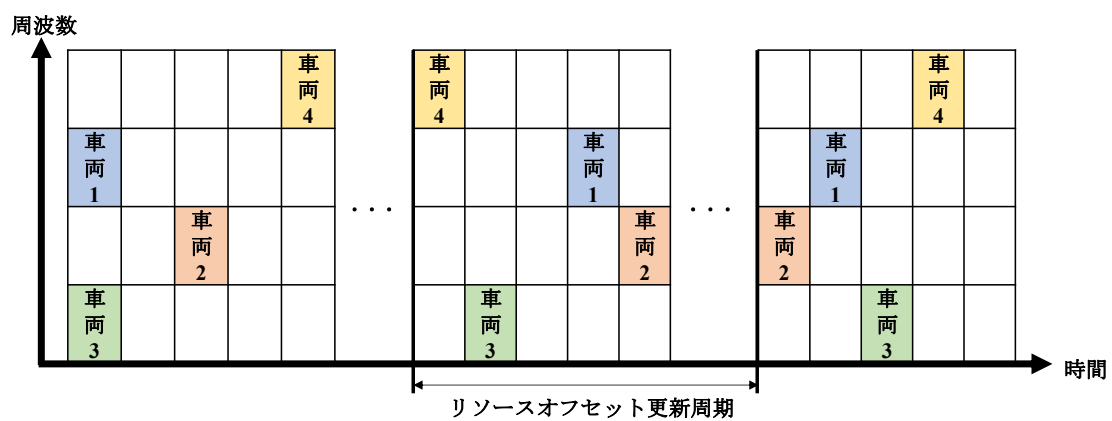 周波数
車両4
車両4
車両4
車両1
車両1
車両1
車両2
・・・
車両2
・・・
車両2
車両3
車両3
車両3
時間
リソースオフセット更新周期